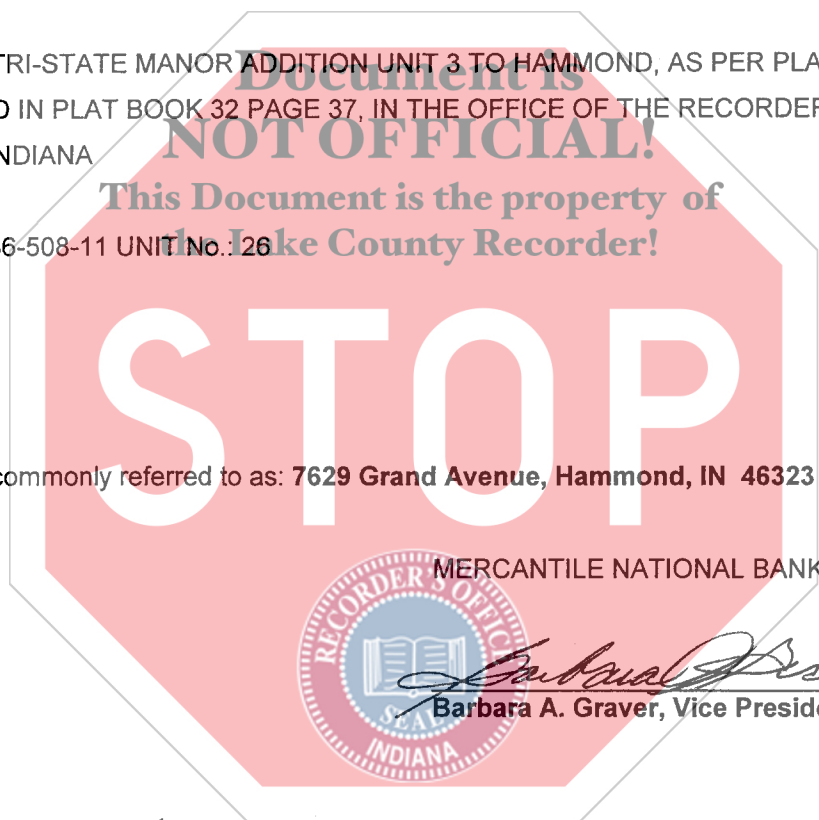 TRI-STATE MANOR ADDITION UNIT 3 TO HAMMOND, AS PER PLA
Document is
D IN PLAT BOOK 32 PAGE 37, IN THE OFFICE OF THE RECORDER
NOT OFFICIAL!
NDIANA
This Document is the property of
6-508-11 UNIT No.: 26
the Lake County Recorder!
STOP
commonly referred to as: 7629 Grand Avenue, Hammond, IN 46323
MERCANTILE NATIONAL BANK
RECORDER'S OFFICE
SEAL
INDIANA
Barbara A. Graver, Vice Preside